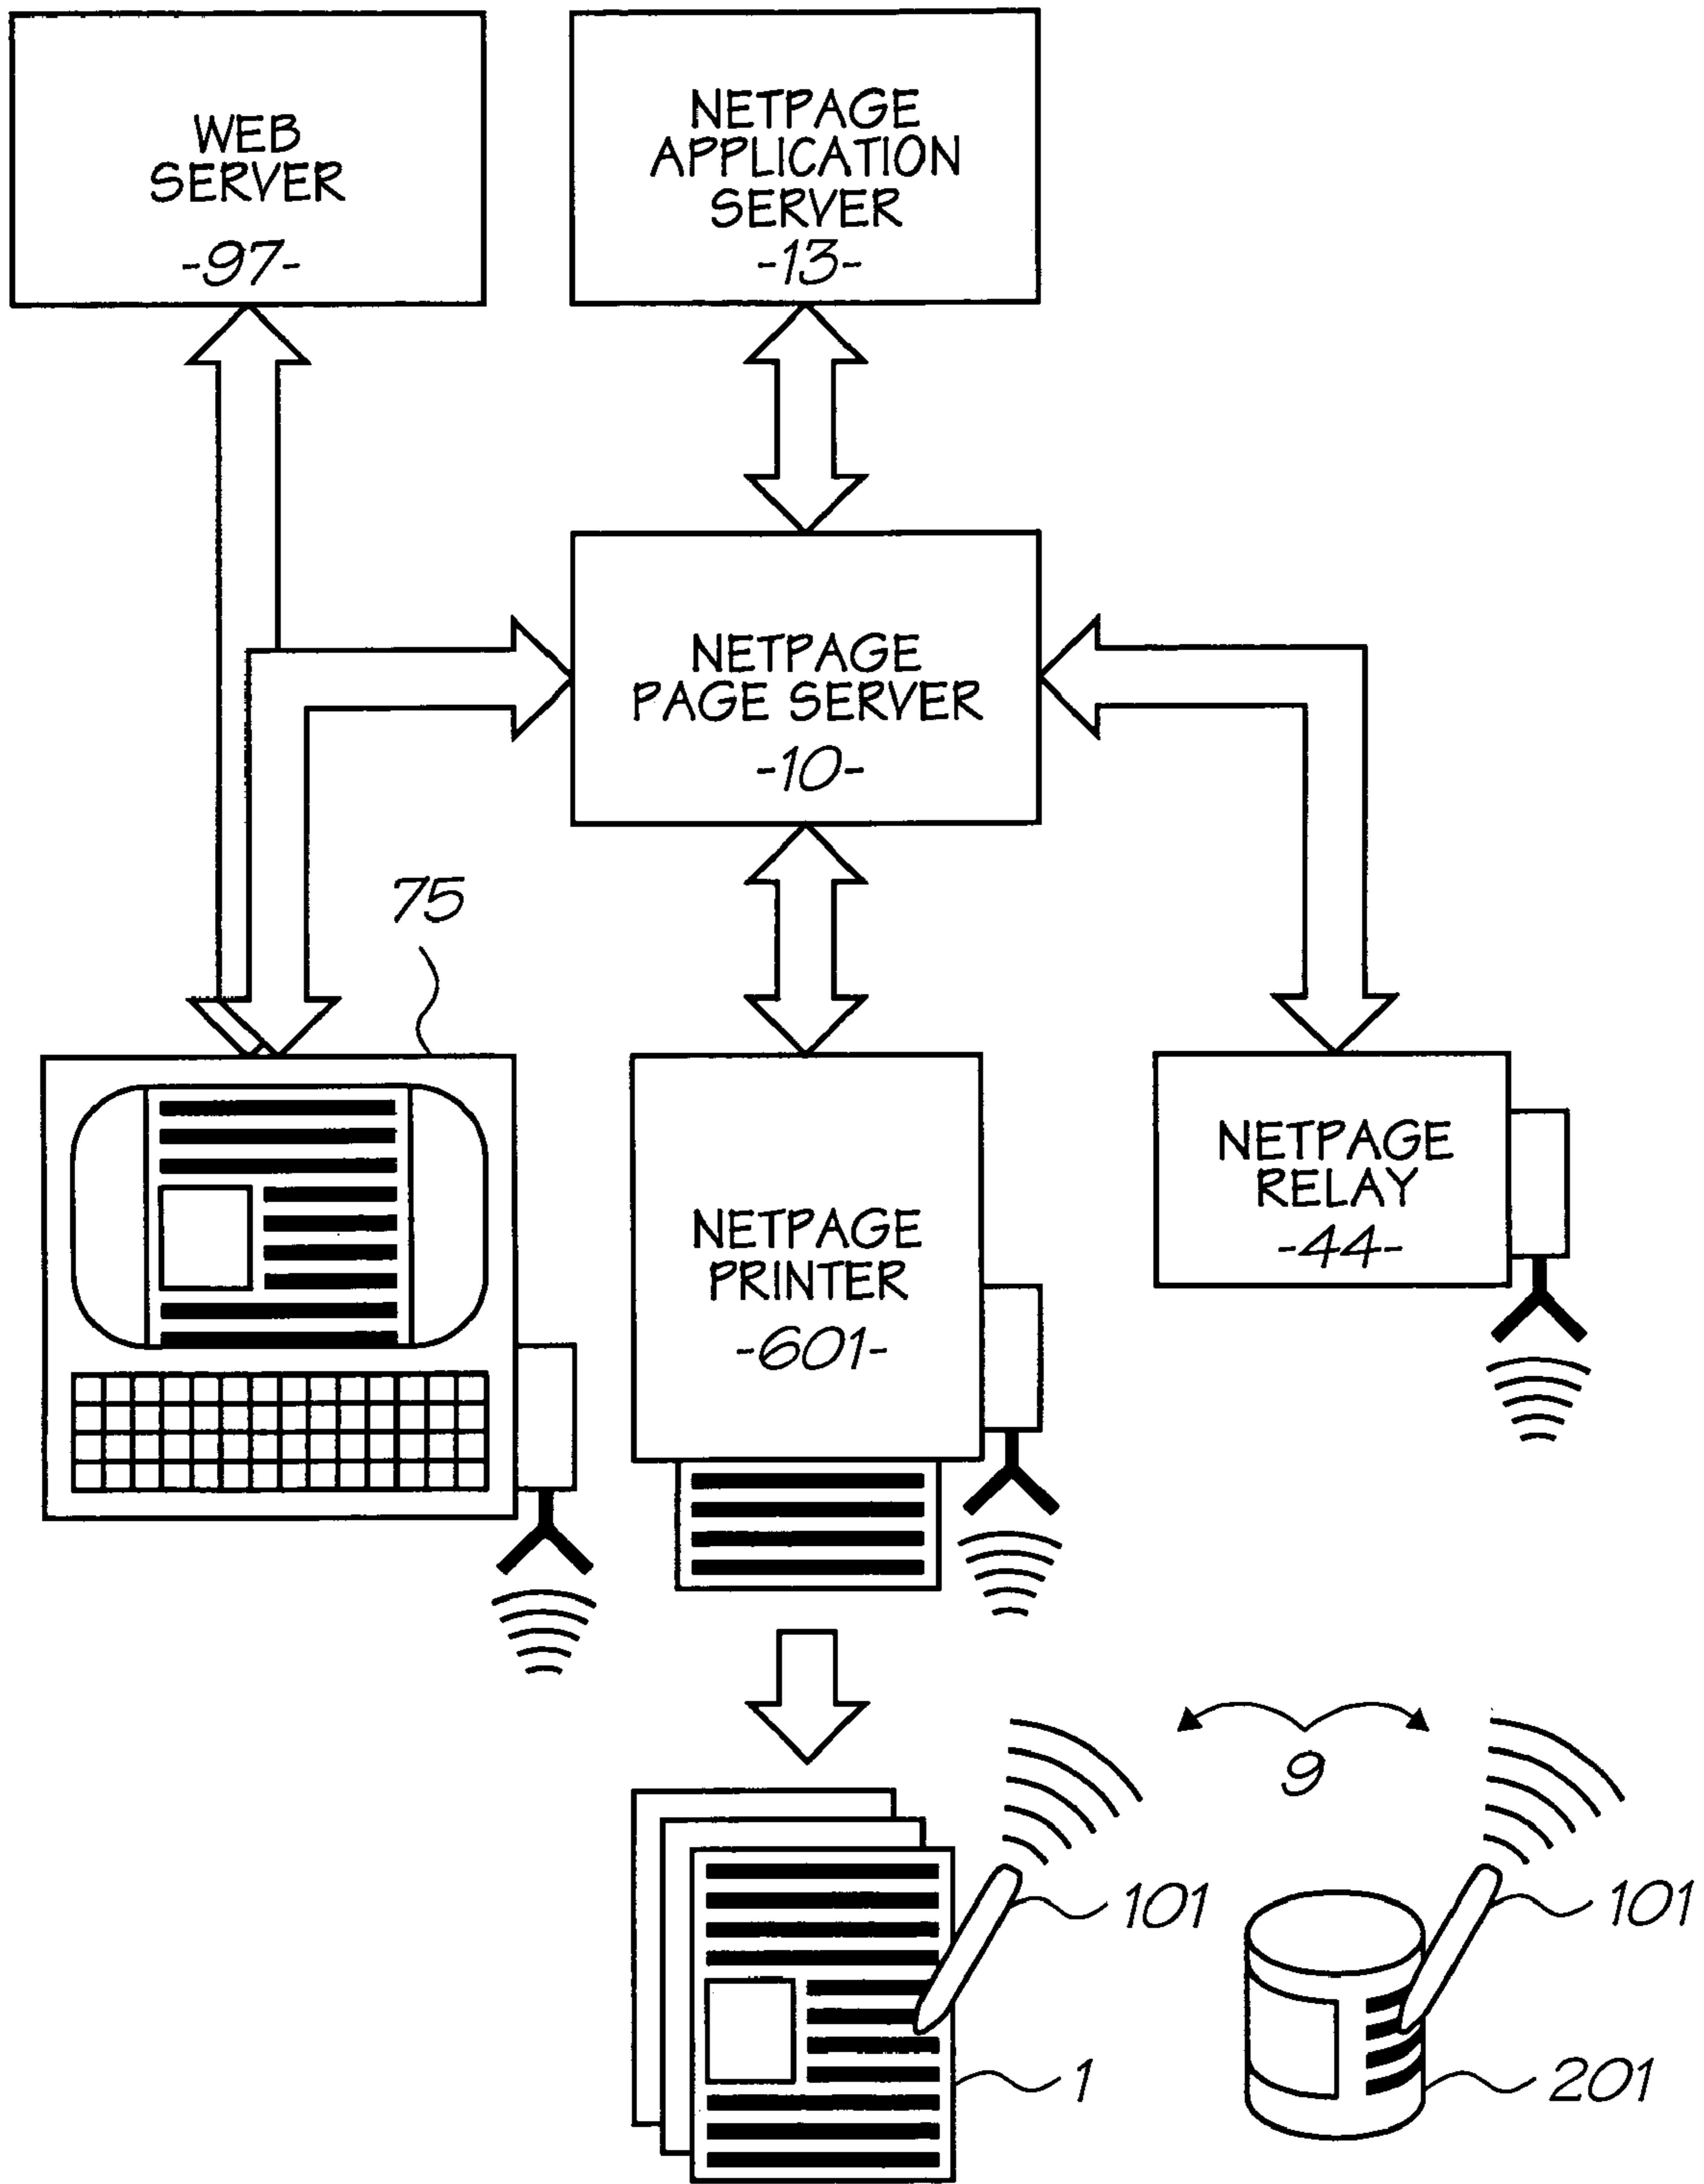 WEB
SERVER
-97-
NETPAGE
APPLICATION
SERVER
-13-
NETPAGE
PAGE SERVER
-10-
75
NETPAGE
PRINTER
-601-
NETPAGE
RELAY
-44-
9
101
101
1
201